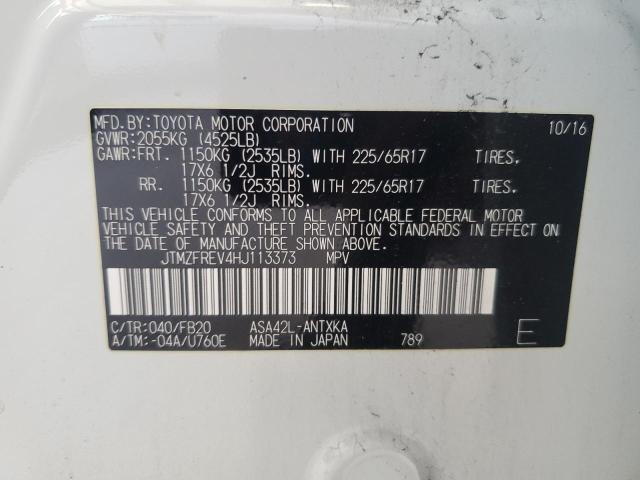 MFD.BY:TOYOTA MOTOR CORPORATION 10/16
GVWR:2055KG (4525LB)
GAWR:FRT. 1150KG (2535LB) WITH 225/65R17 TIRES.
17X6 1/2J RIMS.
RR. 1150KG (2535LB) WITH 225/65R17 TIRES.
17X6 1/2J RIMS.
THIS VEHICLE CONFORMS TO ALL APPLICABLE FEDERAL MOTOR
VEHICLE SAFETY AND THEFT PREVENTION STANDARDS IN EFFECT
ON THE DATE OF MANUFACTURE SHOWN ABOVE.
JTMZFREV4HJ113373 MPV
C/TR:040/FB20 ASA42L-ANTXKA
A/TM:-04A/U760E MADE IN JAPAN 789 E